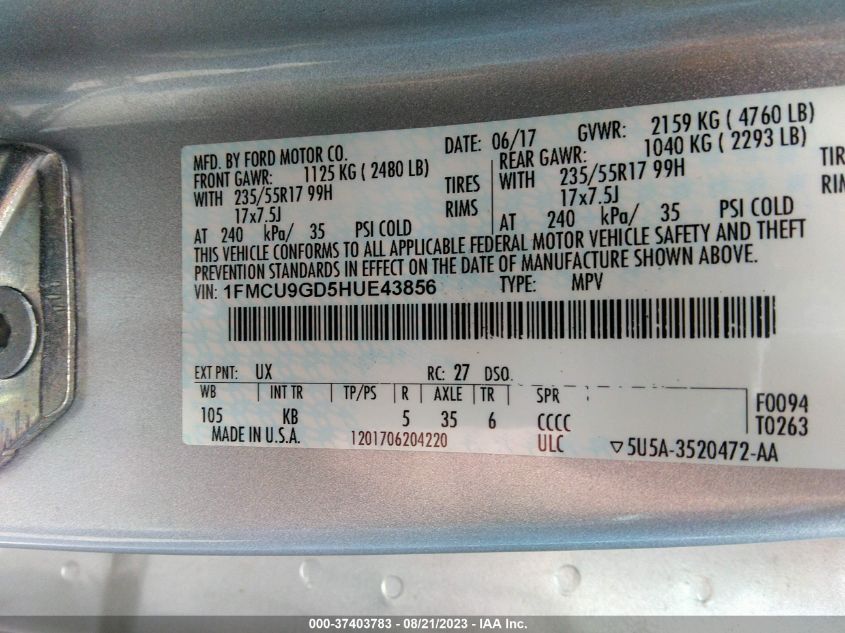 MFD. BY FORD MOTOR CO. DATE: 06/17 GVWR: 2159 KG ( 4760 LB)
FRONT GAWR: 1125 KG ( 2480 LB) REAR GAWR: 1040 KG ( 2293 LB)
WITH 235/55R17 99H TIRES WITH 235/55R17 99H
17x7.5J RIMS 17x7.5J
AT 240 kPa/ 35 PSI COLD AT 240 kPa/ 35 PSI COLD
THIS VEHICLE CONFORMS TO ALL APPLICABLE FEDERAL MOTOR VEHICLE SAFETY AND THEFT
PREVENTION STANDARDS IN EFFECT ON THE DATE OF MANUFACTURE SHOWN ABOVE.
VIN: 1FMCU9GD5HUE43856 TYPE: MPV
EXT PNT: UX RC: 27 DSO:
WB INT TR TP/PS R AXLE TR SPR
105 KB 5 35 6 CCCC F0094
MADE IN U.S.A. 1201706204220 ULC T0263
▽5U5A-3520472-AA
000-37403783 - 08/21/2023 - IAA Inc.